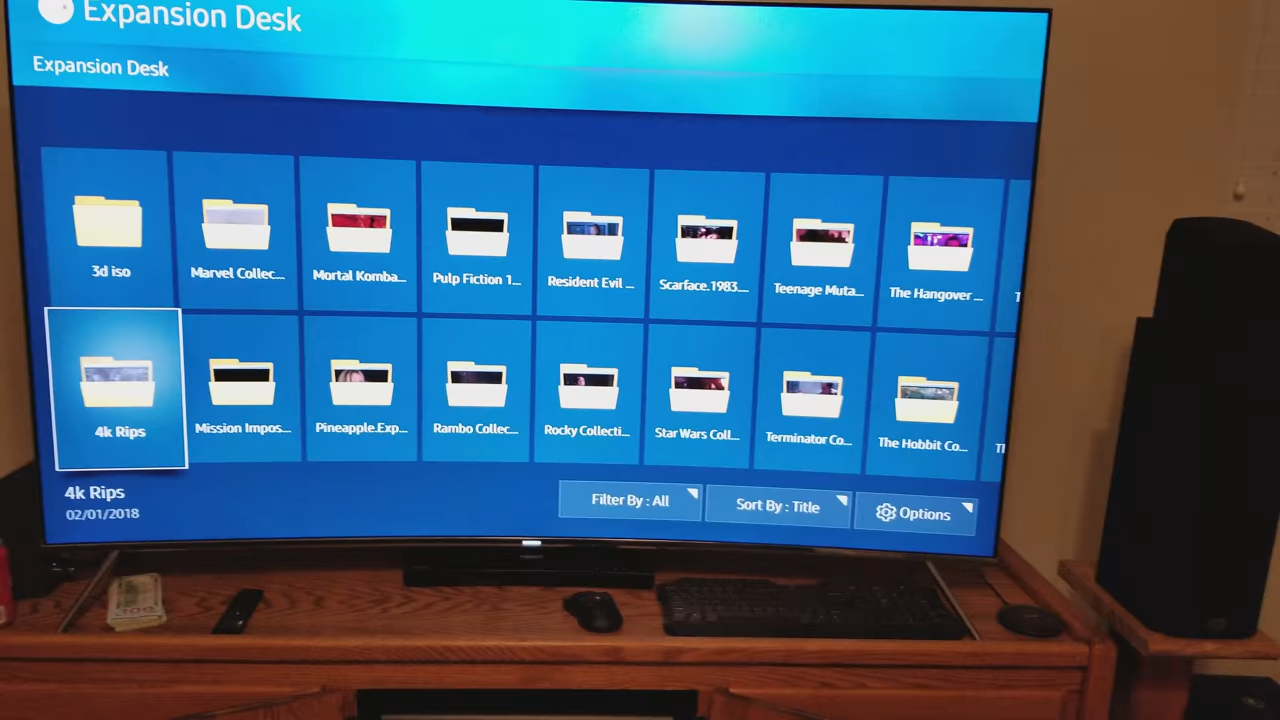 Expansion Desk
Expansion Desk
3d iso
Marvel Collec...
Mortal Komba...
Pulp Fiction 1...
Resident Evil ...
Scarface.1983....
Teenage Muta...
The Hangover ...
4k Rips
Mission Impos...
Pineapple.Exp...
Rambo Collec...
Rocky Collecti...
Star Wars Coll...
Terminator Co...
The Hobbit Co...
4k Rips
02/01/2018
Filter By : All
Sort By : Title
Options
100